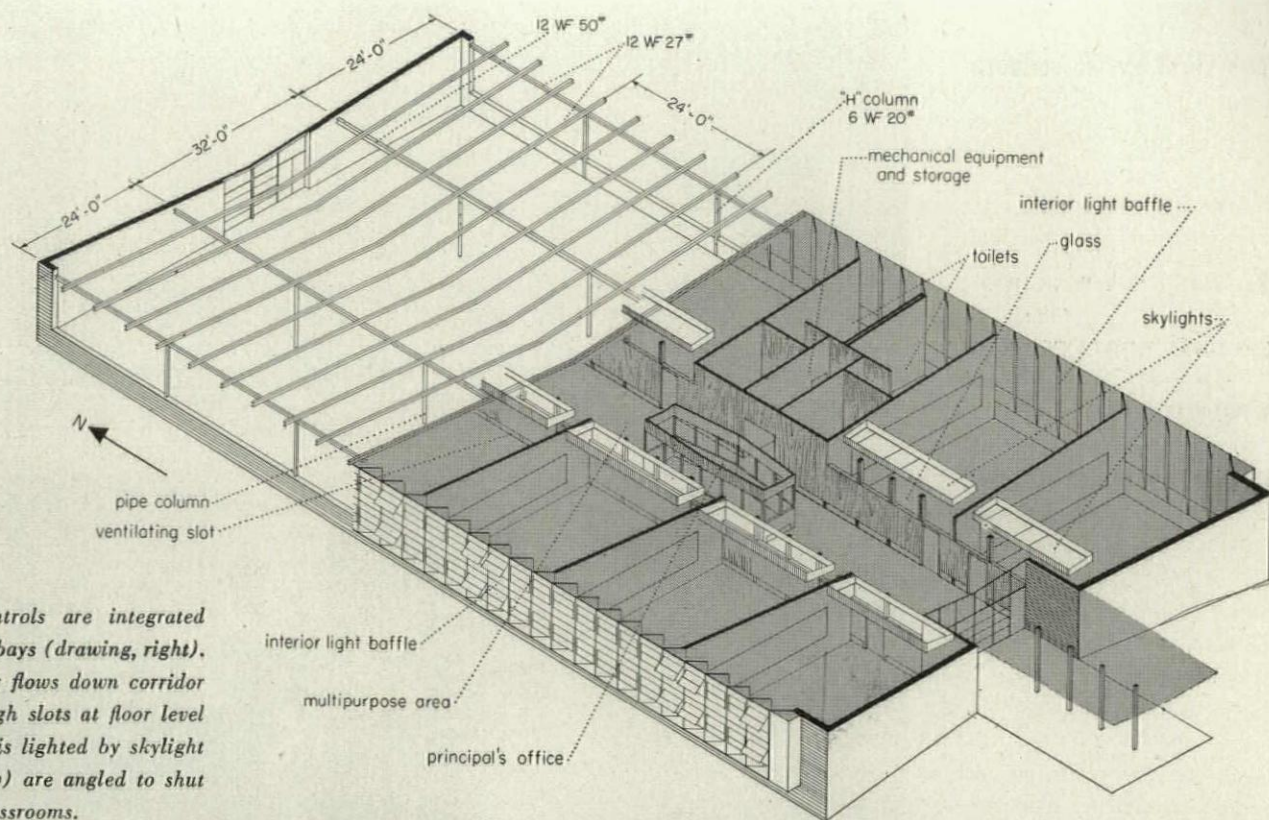 12 WF 50#
12 WF 27#
24'-0"
32'-0"
24'-0"
24'-0"
"H" column
6 WF 20#
mechanical equipment
and storage
interior light baffle
glass
toilets
skylights
N
pipe column
ventilating slot
interior light baffle
multipurpose area
principal's office
ntrols are integrated
bays (drawing, right).
r flows down corridor
gh slots at floor level
is lighted by skylight
) are angled to shut
ssrooms.